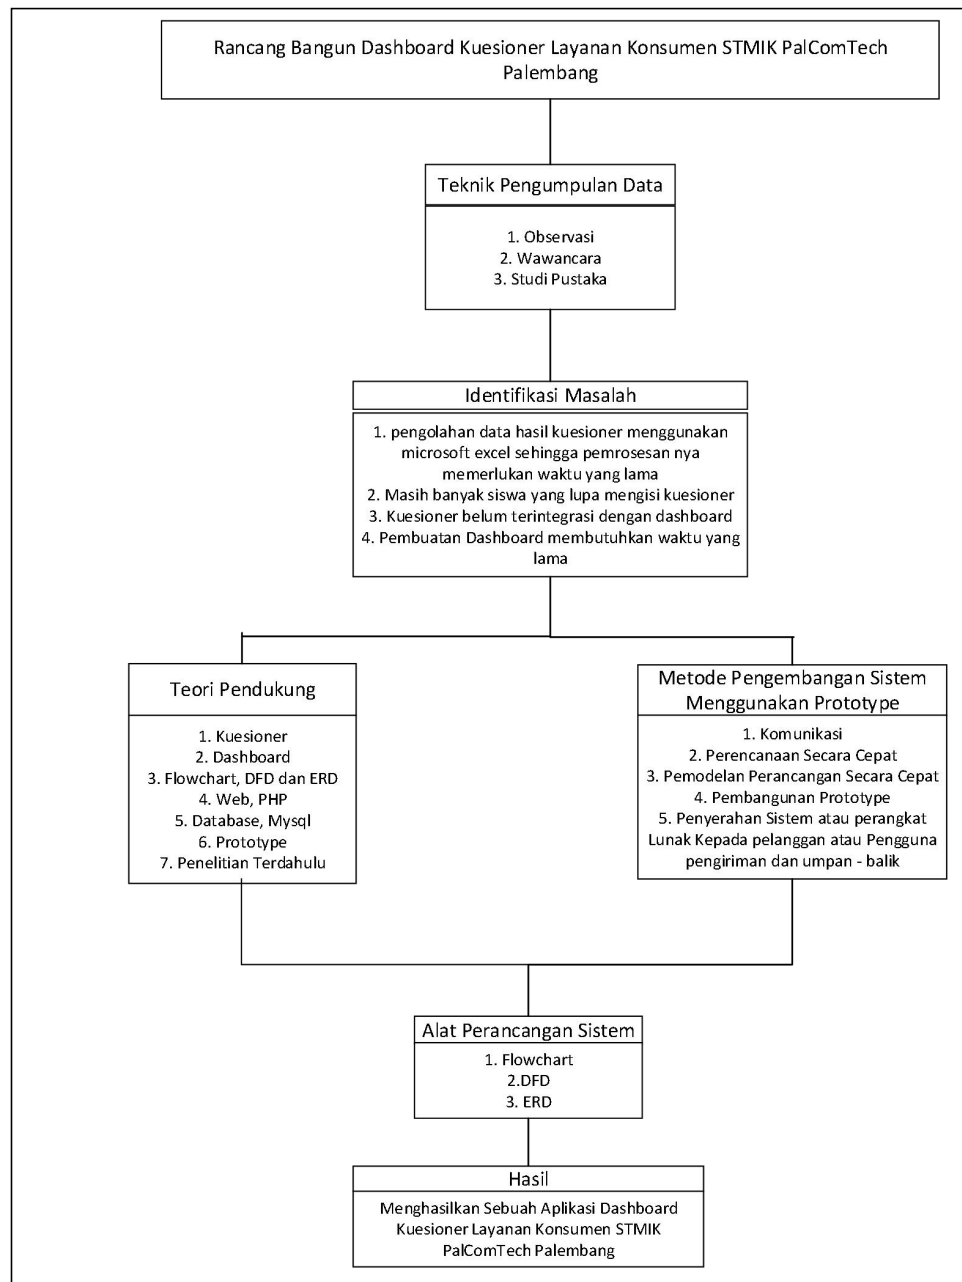 Rancang Bangun Dashboard Kuesioner Layanan Konsumen STMIK PalComTech
Palembang
Teknik Pengumpulan Data
1. Observasi
2. Wawancara
3. Studi Pustaka
Identifikasi Masalah
1. pengolahan data hasil kuesioner menggunakan
microsoft excel sehingga pemrosesan nya
memerlukan waktu yang lama
2. Masih banyak siswa yang lupa mengisi kuesioner
3. Kuesioner belum terintegrasi dengan dashboard
4. Pembuatan Dashboard membutuhkan waktu yang
lama
Teori Pendukung
1. Kuesioner
2. Dashboard
3. Flowchart, DFD dan ERD
4. Web, PHP
5. Database, Mysql
6. Prototype
7. Penelitian Terdahulu
Metode Pengembangan Sistem
Menggunakan Prototype
1. Komunikasi
2. Perencanaan Secara Cepat
3. Pemodelan Perancangan Secara Cepat
4. Pembangunan Prototype
5. Penyerahan Sistem atau perangkat
Lunak Kepada pelanggan atau Pengguna
pengiriman dan umpan - balik
Alat Perancangan Sistem
1. Flowchart
2.DFD
3. ERD
Hasil
Menghasilkan Sebuah Aplikasi Dashboard
Kuesioner Layanan Konsumen STMIK
PalComTech Palembang